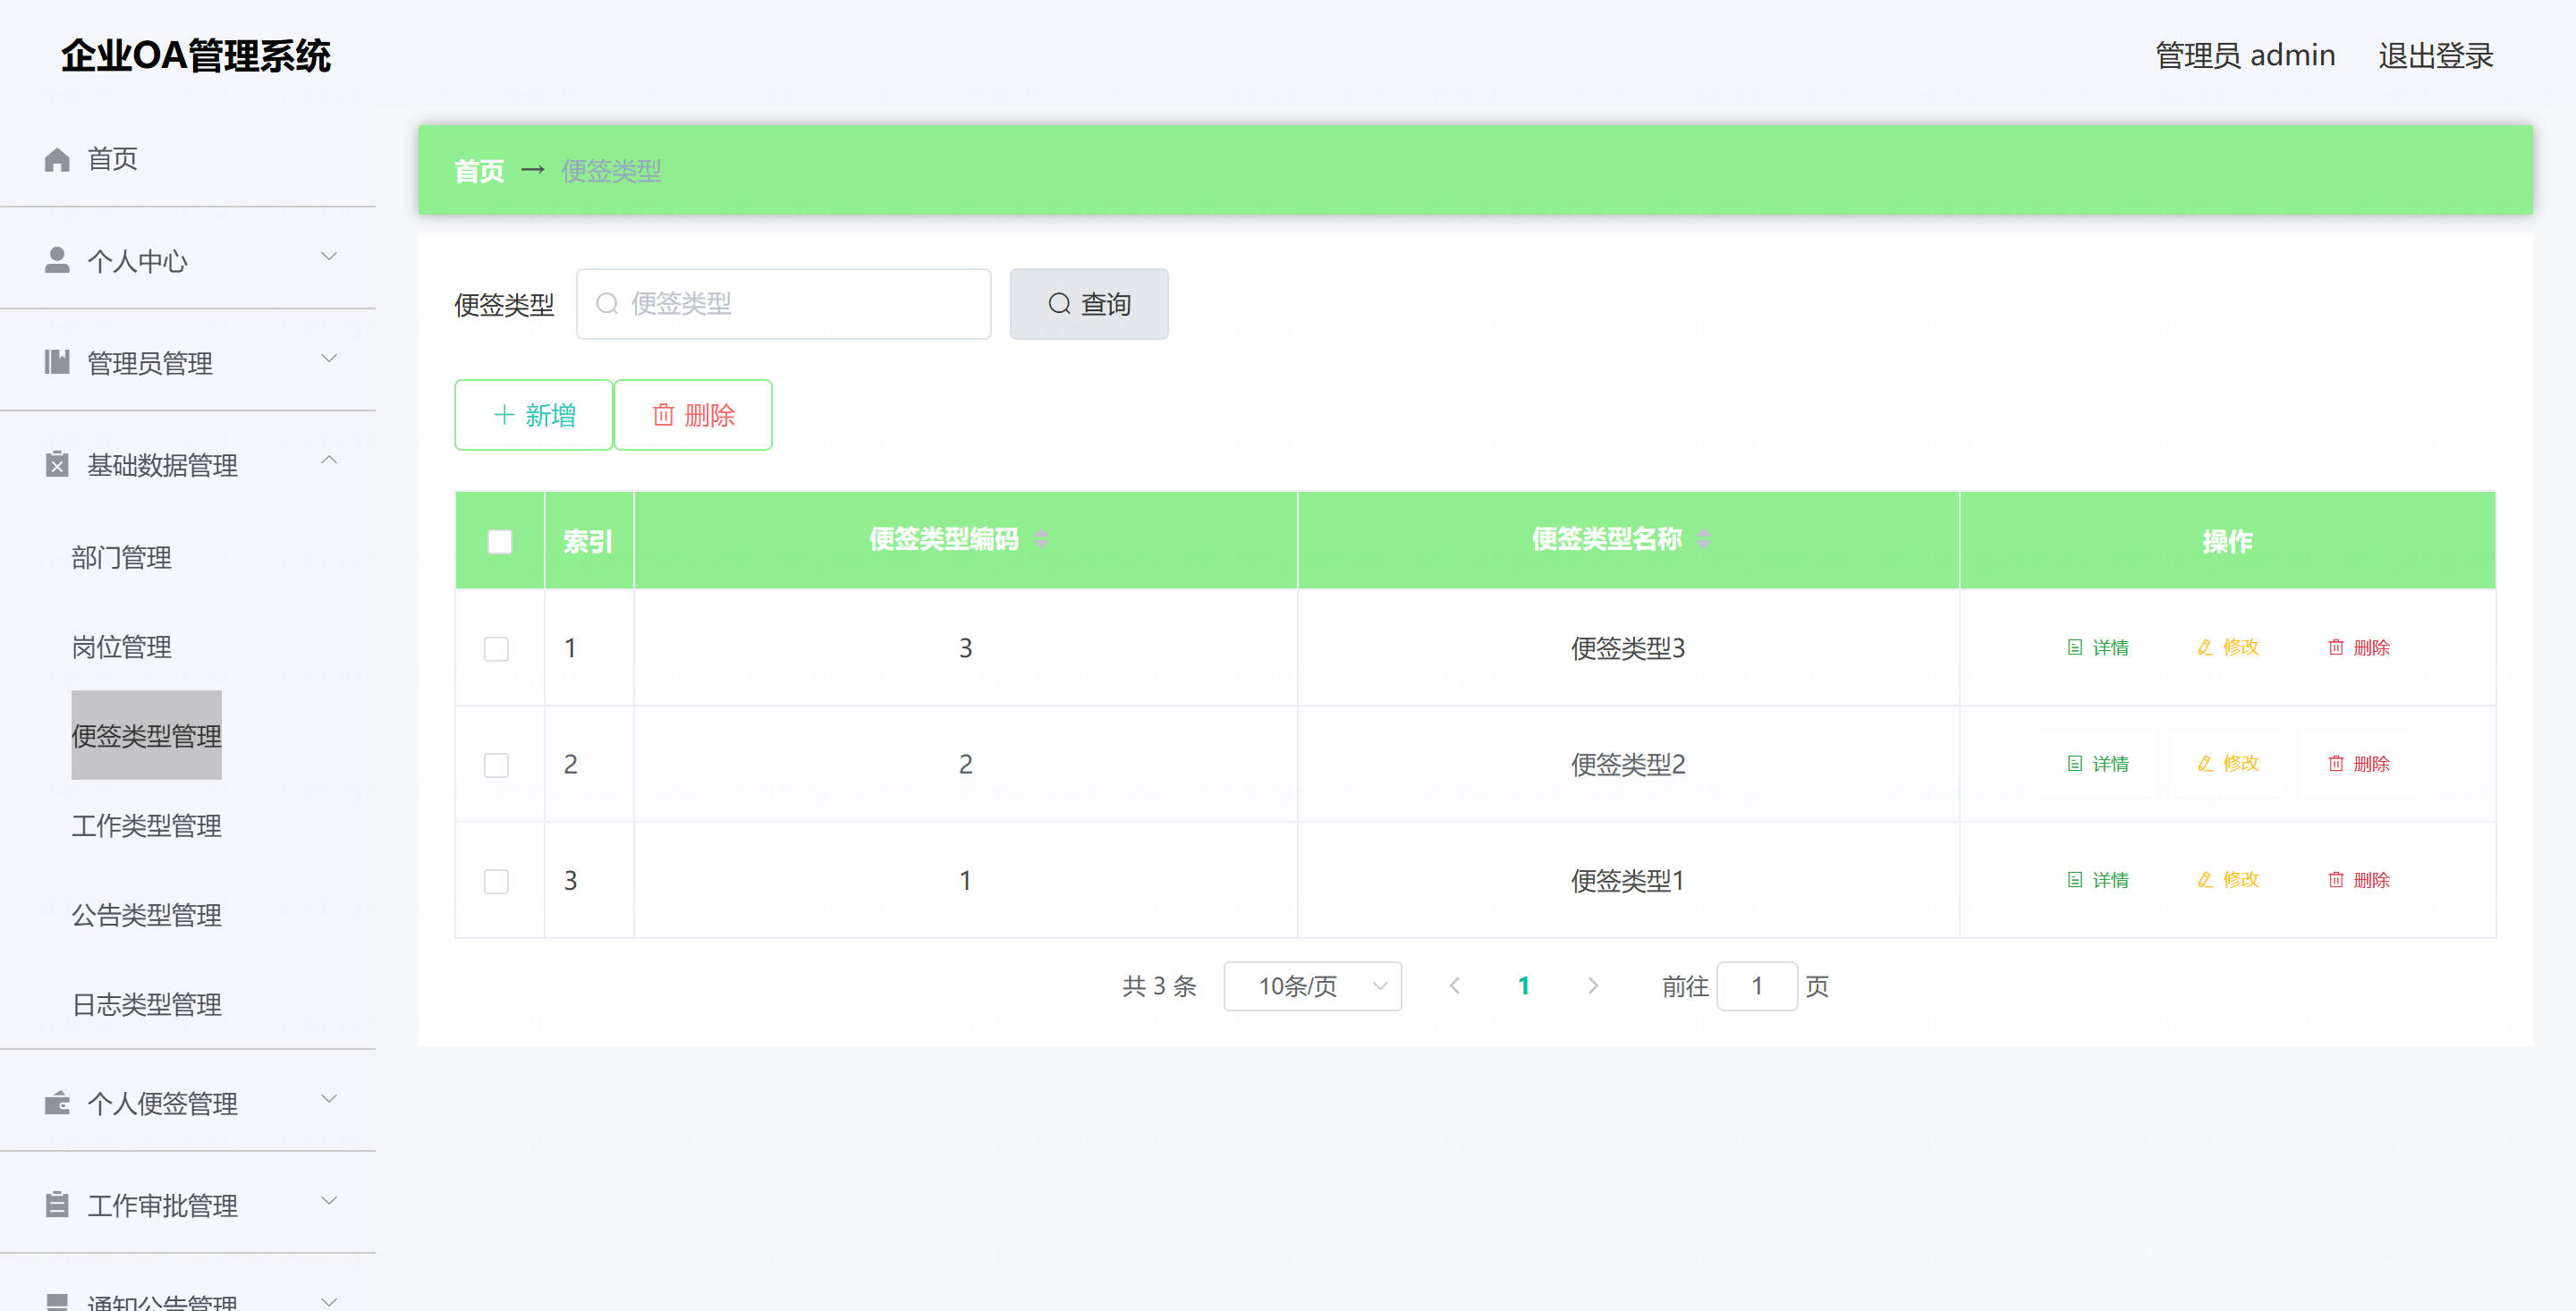 企业OA管理系统
管理员 admin 退出登录
首页
个人中心
管理员管理
基础数据管理
部门管理
岗位管理
便签类型管理
工作类型管理
公告类型管理
日志类型管理
个人便签管理
工作审批管理
通知公告管理
首页 → 便签类型
便签类型 便签类型 查询
新增 删除
索引 便签类型编码 便签类型名称 操作
1 3 便签类型3 详情 修改 删除
2 2 便签类型2 详情 修改 删除
3 1 便签类型1 详情 修改 删除
共 3 条 10条/页 1 前往 1 页